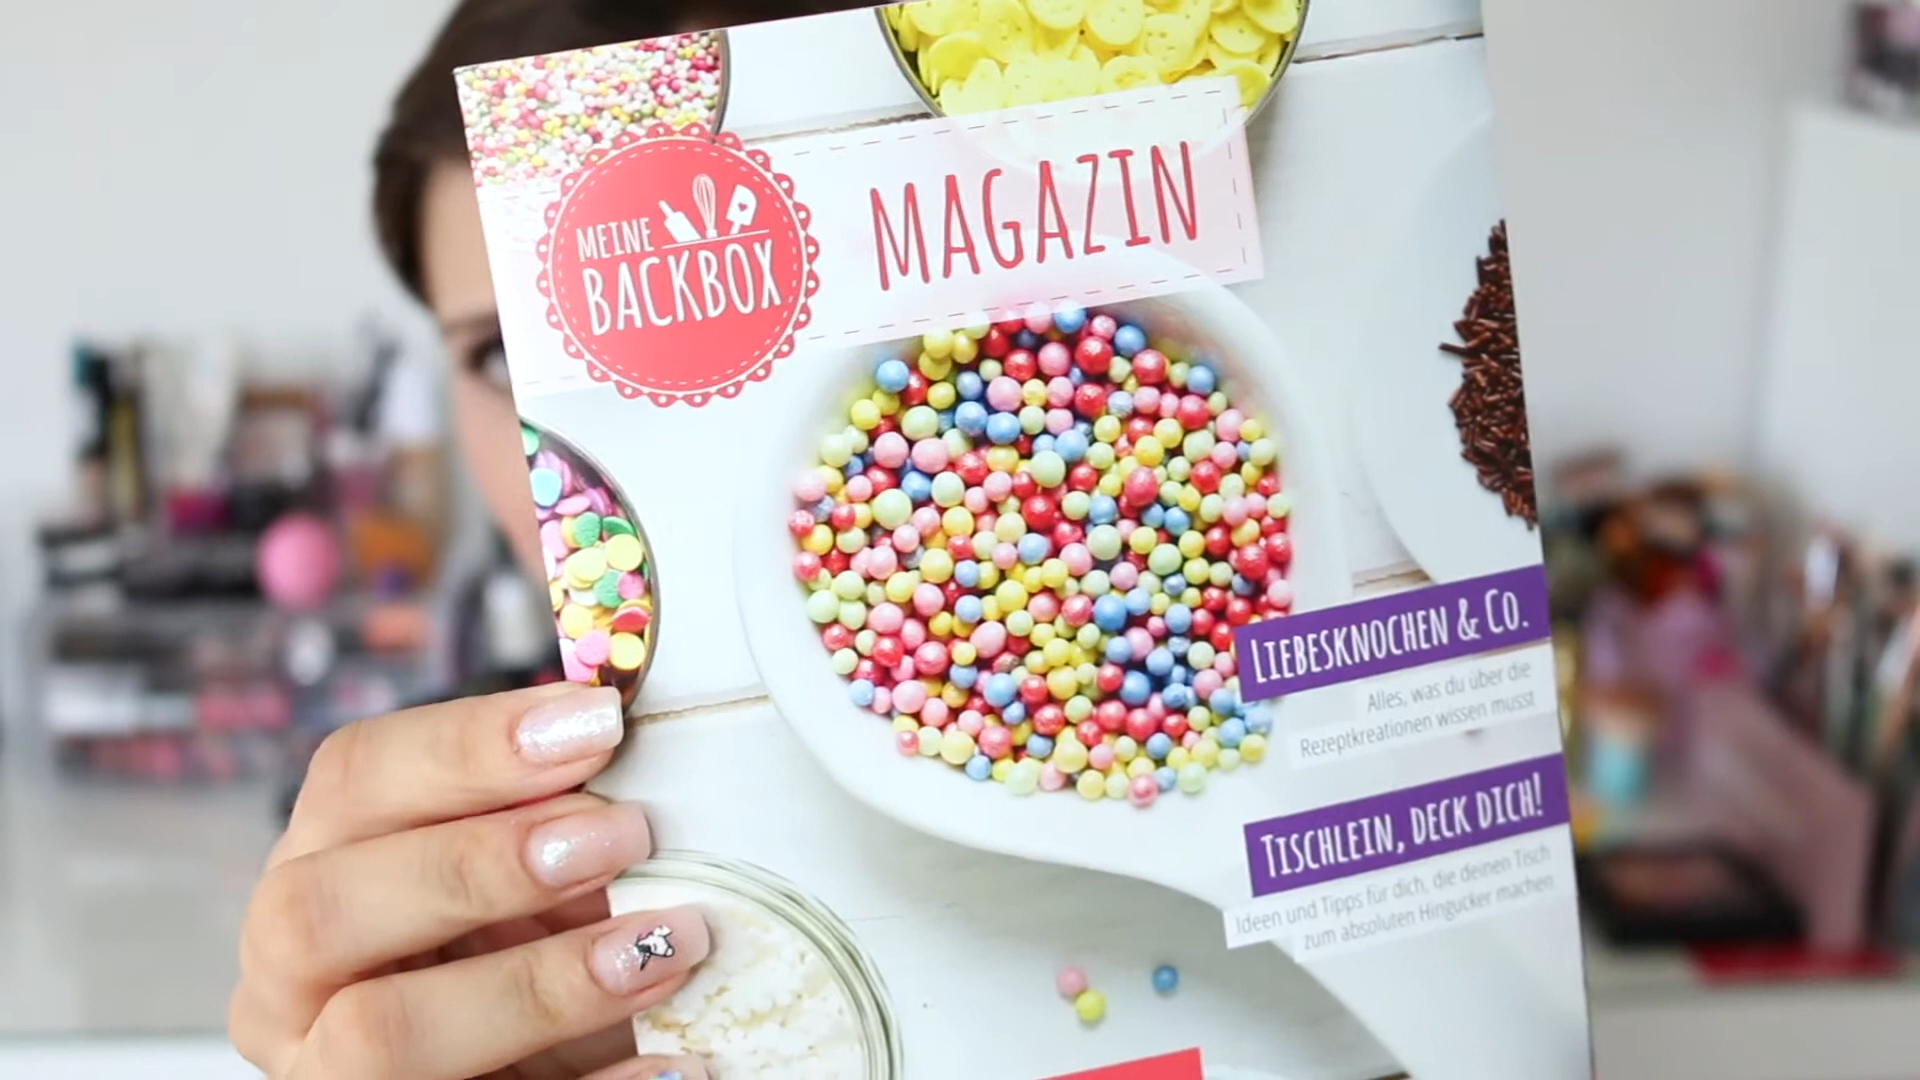 MEINE
BACKBOX
MAGAZIN
LIEBESKNOCHEN & CO.
Alles, was du über die
Rezeptkreationen wissen musst
TISCHLEIN, DECK DICH!
Ideen und Tipps für dich, die deinen Tisch
zum absoluten Hingucker machen